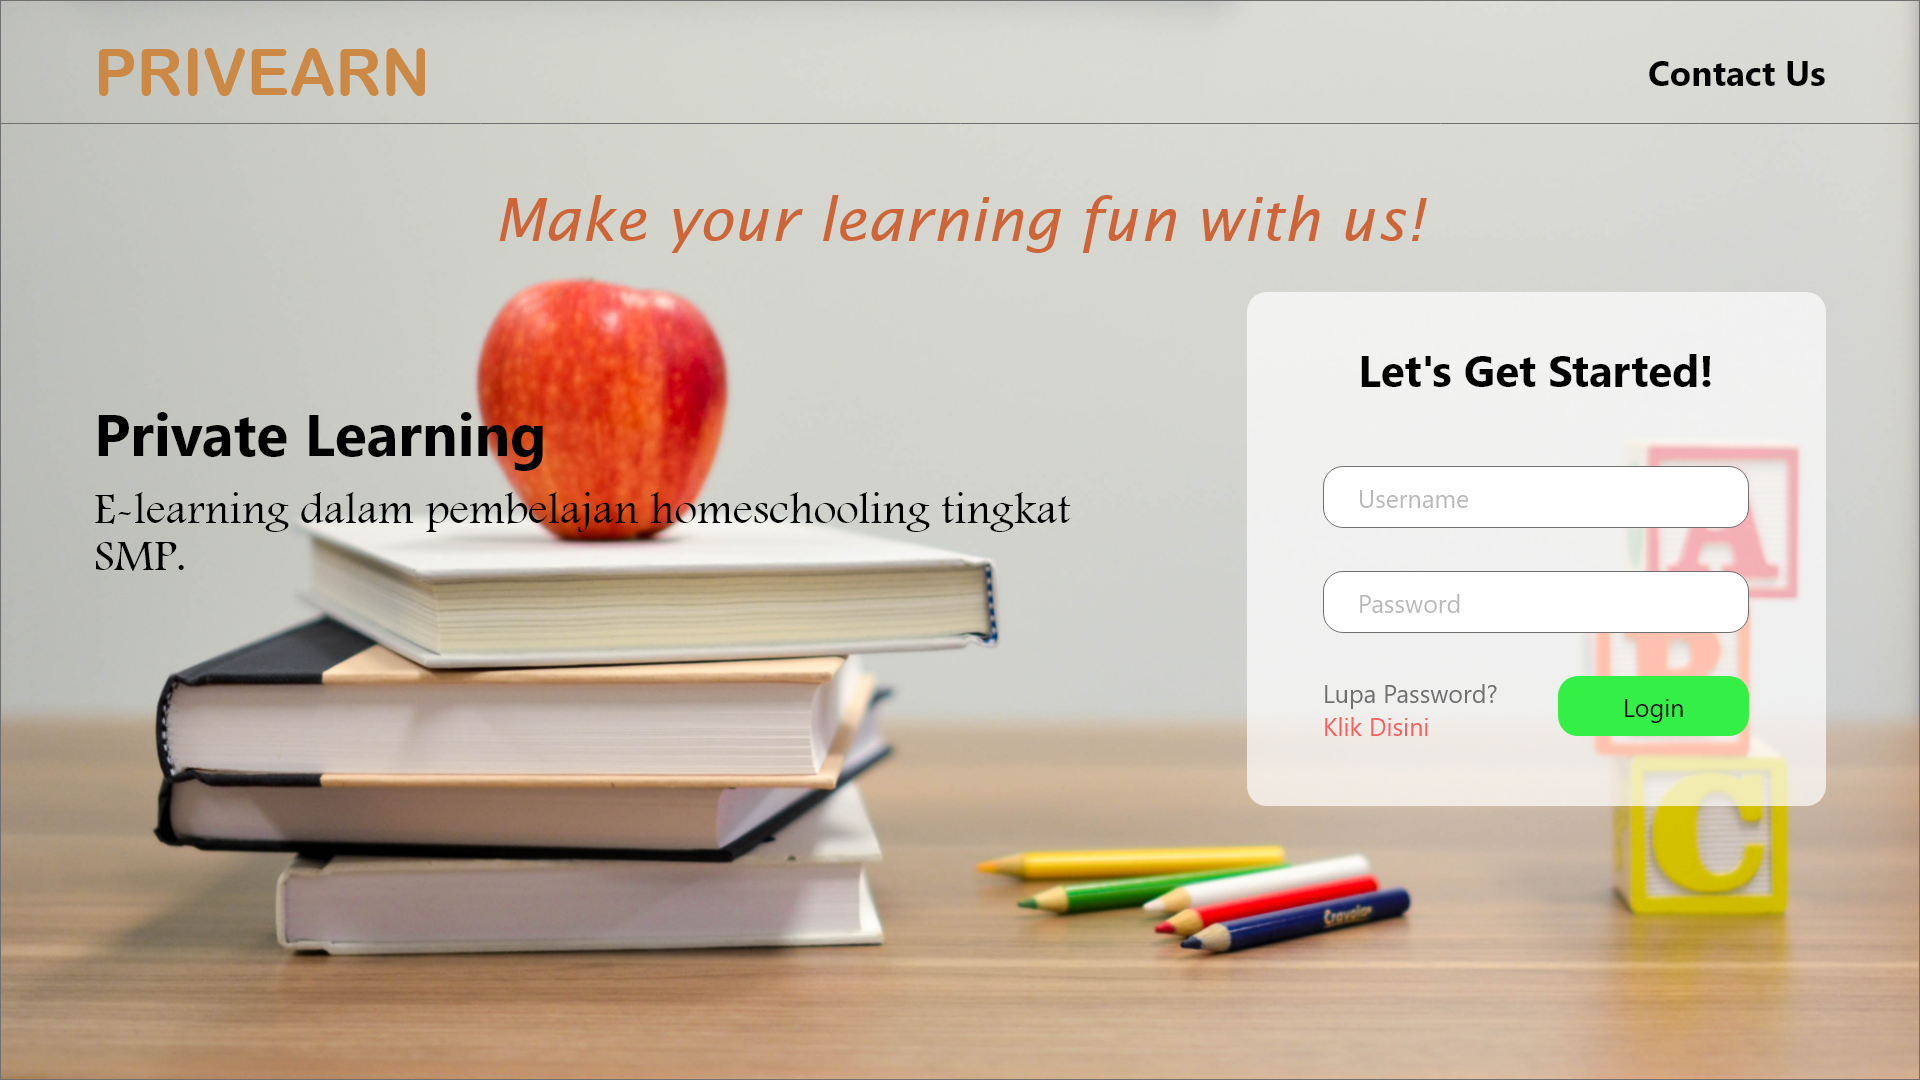 PRIVEARN
Contact Us
Make your learning fun with us!
Let's Get Started!
Private Learning
E-learning dalam pembelajan homeschooling tingkat
SMP.
Username
Password
Lupa Password?
Klik Disini
Login
A
B
C
Crayola